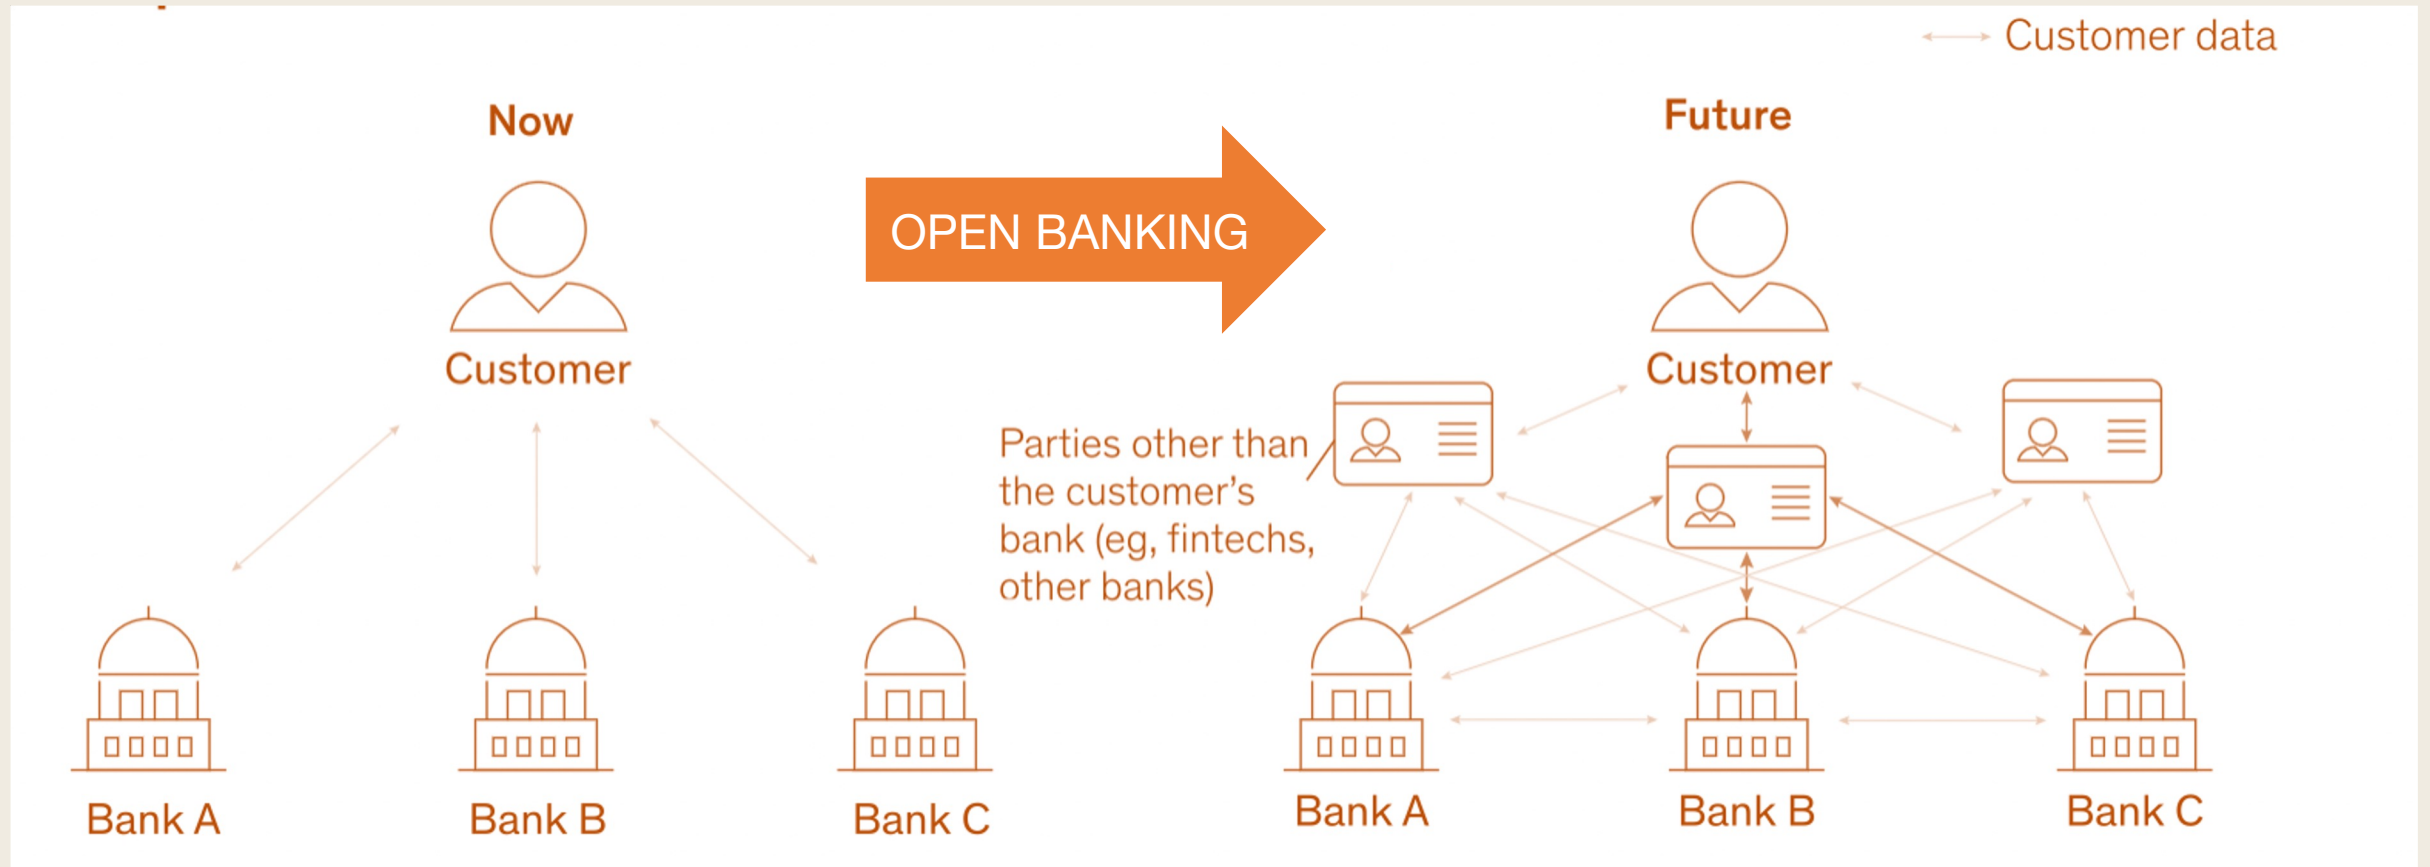 Customer data
Now
Future
OPEN BANKING
Customer
Customer
Parties other than
the customer's
bank (eg, fintechs,
other banks)
Bank A
Bank B
Bank C
Bank A
Bank B
Bank C